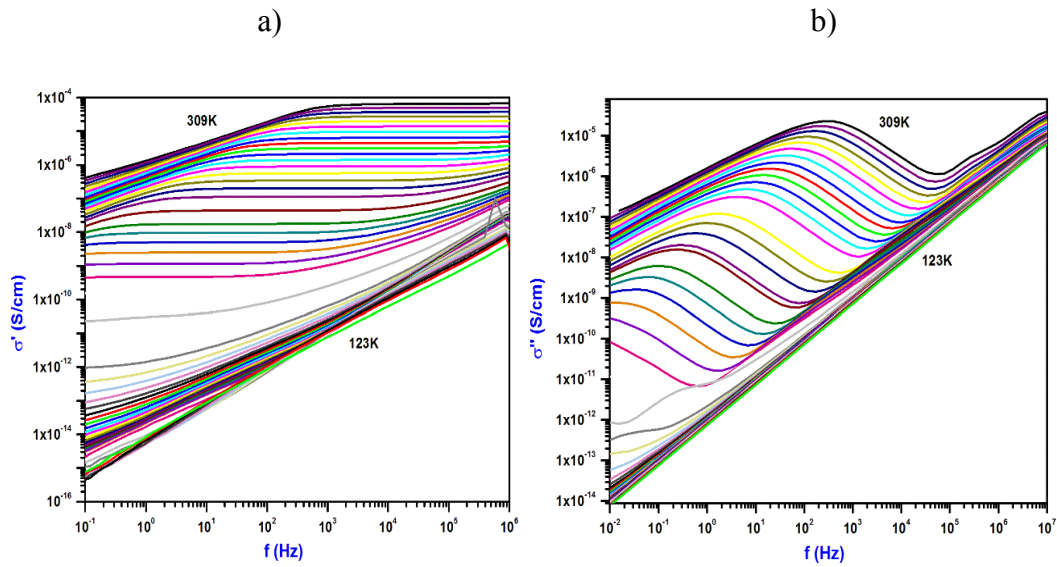 a)
b)
1x10⁻⁴
1x10⁻⁶
1x10⁻⁸
1x10⁻¹⁰
1x10⁻¹²
1x10⁻¹⁴
10⁻¹⁶
σ' (S/cm)
309K
123K
10⁻¹ 10⁰ 10¹ 10² 10³ 10⁴ 10⁵ 10⁶
f (Hz)
1x10⁻⁵
1x10⁻⁶
1x10⁻⁷
1x10⁻⁸
1x10⁻⁹
1x10⁻¹⁰
1x10⁻¹¹
1x10⁻¹²
1x10⁻¹³
1x10⁻¹⁴
σ'' (S/cm)
309K
123K
10⁻² 10⁻¹ 10⁰ 10¹ 10² 10³ 10⁴ 10⁵ 10⁶ 10⁷
f (Hz)